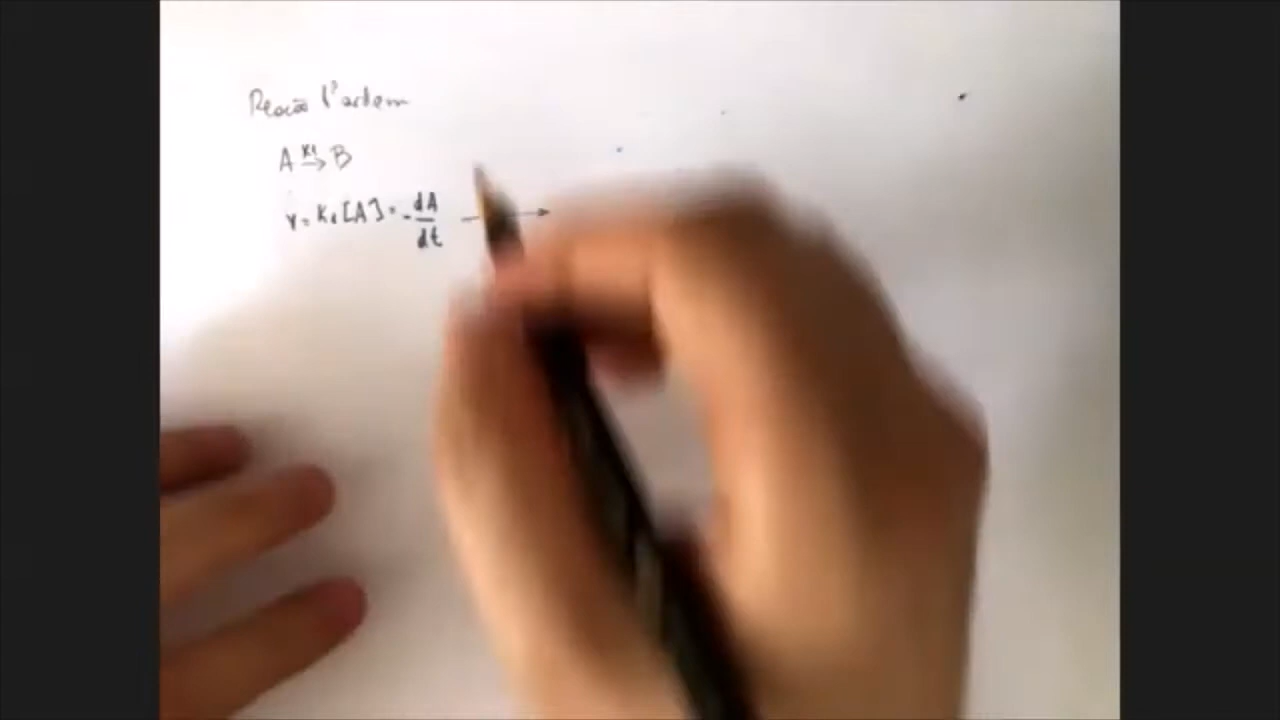 Reação 1ª ordem
A K1→ B
v = K1[A] = -dA/dt →